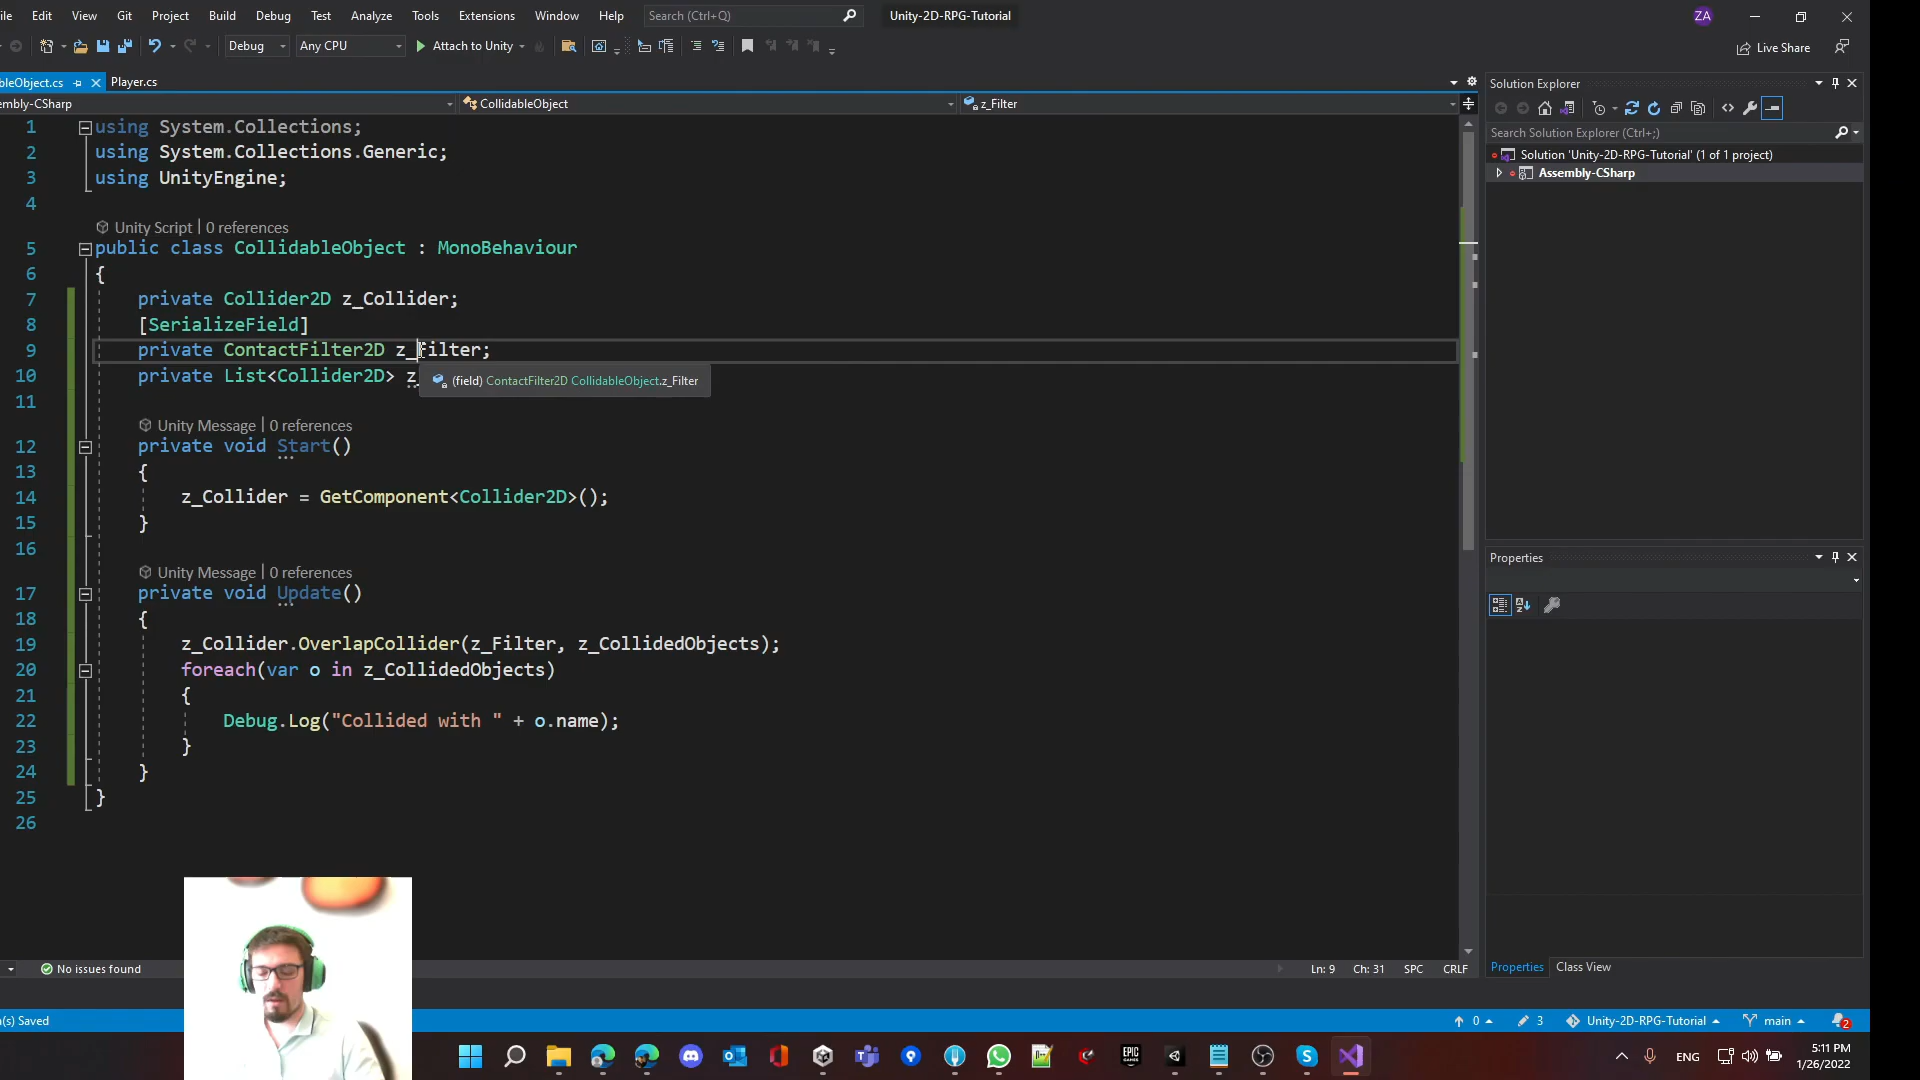 ile Edit View Git Project Build Debug Test Analyze Tools Extensions Window Help Search (Ctrl+Q) Unity-2D-RPG-Tutorial ZA
Debug Any CPU Attach to Unity Live Share
bleObject.cs Player.cs
embly-CSharp CollidableObject z_Filter
1 using System.Collections;
2 using System.Collections.Generic;
3 using UnityEngine;
4
Unity Script | 0 references
5 public class CollidableObject : MonoBehaviour
6 {
7 private Collider2D z_Collider;
8 [SerializeField]
9 private ContactFilter2D z_Filter;
10 private List<Collider2D> z_
(field) ContactFilter2D CollidableObject.z_Filter
11
Unity Message | 0 references
12 private void Start()
13 {
14 z_Collider = GetComponent<Collider2D>();
15 }
16
Unity Message | 0 references
17 private void Update()
18 {
19 z_Collider.OverlapCollider(z_Filter, z_CollidedObjects);
20 foreach(var o in z_CollidedObjects)
21 {
22 Debug.Log("Collided with " + o.name);
23 }
24 }
25 }
26
No issues found Ln: 9 Ch: 31 SPC CRLF
Solution Explorer
Search Solution Explorer (Ctrl+;)
Solution 'Unity-2D-RPG-Tutorial' (1 of 1 project)
Assembly-CSharp
Properties
Properties Class View
(s) Saved 0 3 Unity-2D-RPG-Tutorial main 2
EPIC GAMES
ENG
5:11 PM
1/26/2022